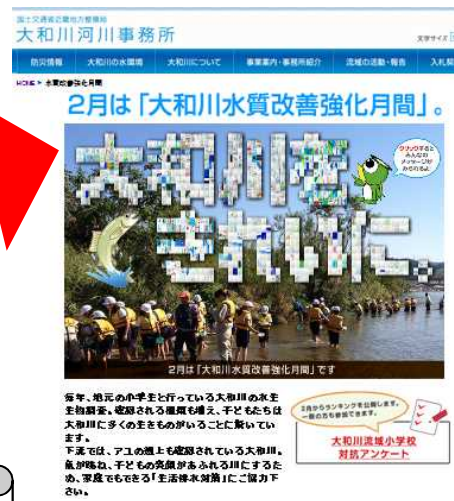 国土交通省近畿地方整備局
大和川河川事務所
文字サイズ
防災情報 大和川の水環境 大和川について 事業案内・事務所紹介 流域の活動・報告 入札
HOME ▶ 水質改善強化月間
2月は「大和川水質改善強化月間」。
大和川を
きれいに。
クリックすると
みんなの
メッセージが
みられるよ!
2月は「大和川水質改善強化月間」です
毎年、地元の小学生と行っている大和川の水生
生物調査。確認される種類も増え、子どもたちは
大和川に多くの生きものがいることに驚いてい
ます。
下流では、アユの遡上も確認されている大和川。
魚が跳ね、子どもの笑顔があふれる川にするた
め、家庭でもできる「生活排水対策」にご協力下
さい。
2月からランキングを公開します。
一般の方も参加できます。
大和川流域小学校
対抗アンケート